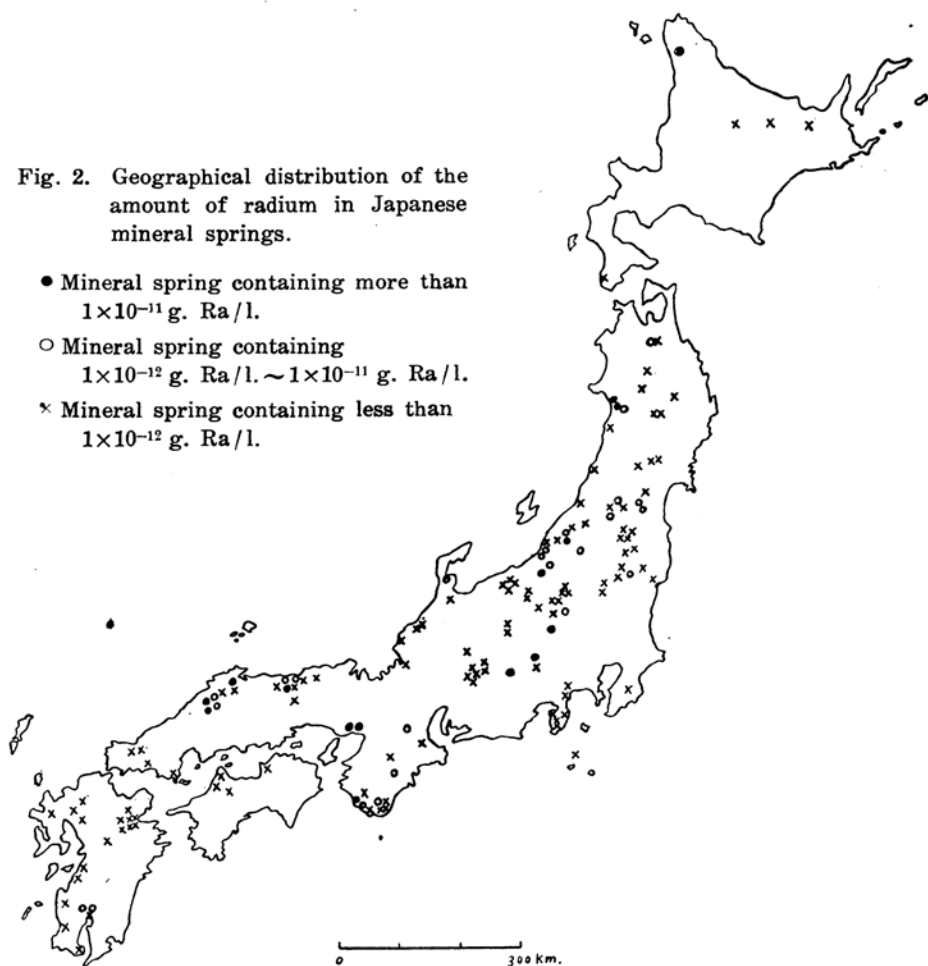 Fig. 2. Geographical distribution of the
amount of radium in Japanese
mineral springs.
● Mineral spring containing more than
1×10⁻¹¹ g. Ra/l.
○ Mineral spring containing
1×10⁻¹² g. Ra/l. ~ 1×10⁻¹¹ g. Ra/l.
× Mineral spring containing less than
1×10⁻¹² g. Ra/l.
0 300 km.